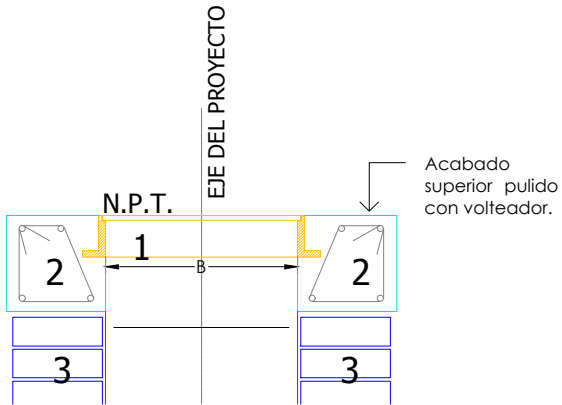 EJE DEL PROYECTO
N.P.T.
Acabado
superior pulido
con volteador.
1
2
2
B
3
3